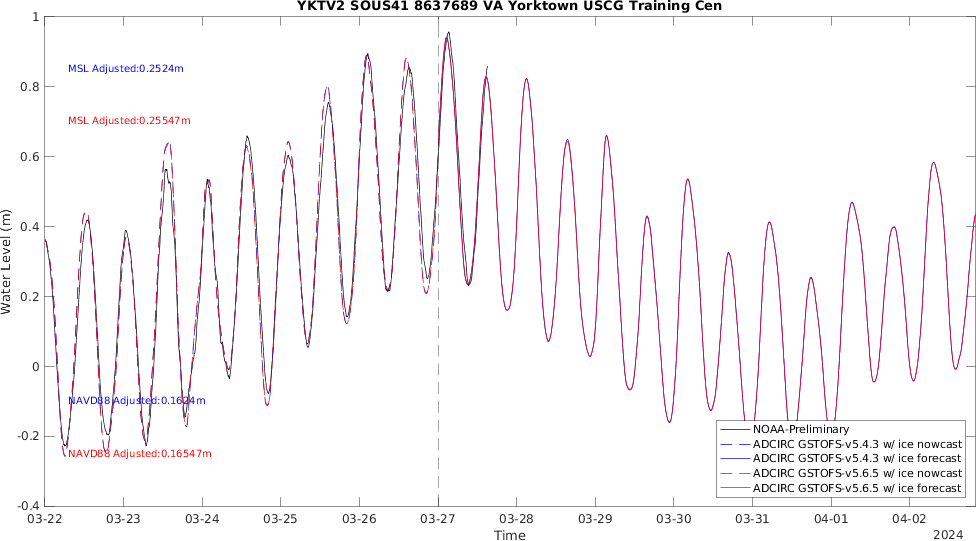 YKTV2 SOUS41 8637689 VA Yorktown USCG Training Cen
1
0.8
0.6
0.4
0.2
0
-0.2
-0.4
Water Level (m)
MSL Adjusted:0.2524m
MSL Adjusted:0.25547m
NAVD88 Adjusted:0.1624m
NAVD88 Adjusted:0.16547m
NOAA-Preliminary
ADCIRC GSTOFS-v5.4.3 w/ ice nowcast
ADCIRC GSTOFS-v5.4.3 w/ ice forecast
ADCIRC GSTOFS-v5.6.5 w/ ice nowcast
ADCIRC GSTOFS-v5.6.5 w/ ice forecast
03-22 03-23 03-24 03-25 03-26 03-27 03-28 03-29 03-30 03-31 04-01 04-02
Time
2024